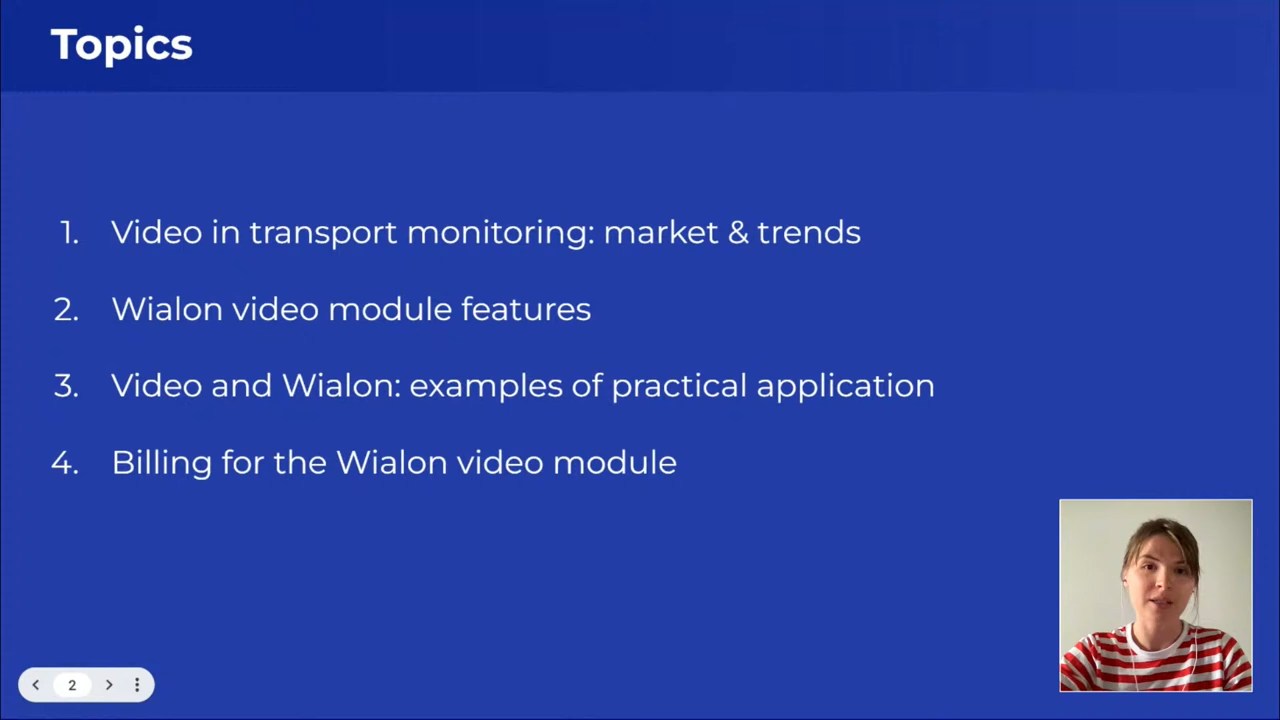 Topics
1. Video in transport monitoring: market & trends
2. Wialon video module features
3. Video and Wialon: examples of practical application
4. Billing for the Wialon video module
2